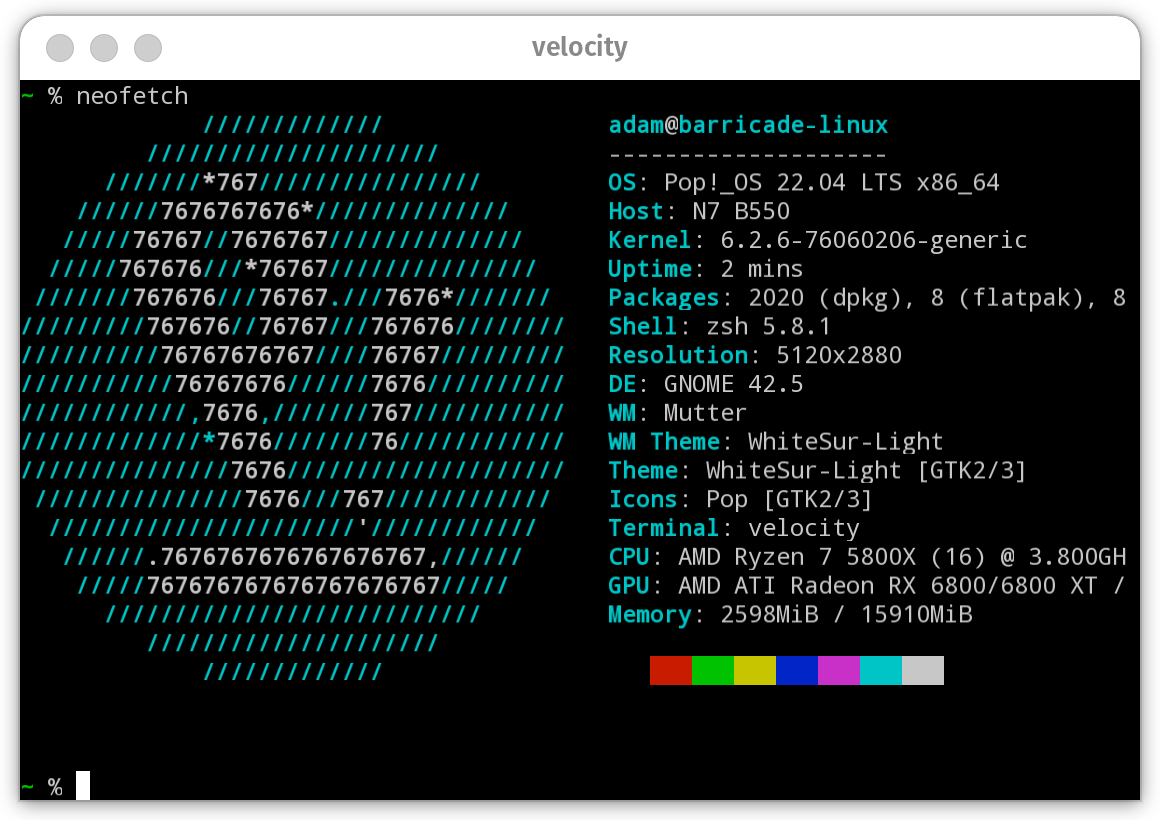 velocity
~ % neofetch
             /////////////                adam@barricade-linux
         /////////////////////            --------------------
      ///////*767////////////////         OS: Pop!_OS 22.04 LTS x86_64
    //////7676767676*//////////////       Host: N7 B550
   /////76767//7676767//////////////      Kernel: 6.2.6-76060206-generic
  /////767676///*76767///////////////     Uptime: 2 mins
 ///////767676///76767.///7676*///////    Packages: 2020 (dpkg), 8 (flatpak), 8
/////////767676//76767///767676////////   Shell: zsh 5.8.1
//////////76767676767////76767/////////   Resolution: 5120x2880
///////////76767676//////7676//////////   DE: GNOME 42.5
////////////,7676,///////767///////////   WM: Mutter
/////////////*7676///////76////////////   WM Theme: WhiteSur-Light
///////////////7676////////////////////   Theme: WhiteSur-Light [GTK2/3]
 ///////////////7676///767////////////    Icons: Pop [GTK2/3]
  //////////////////////'////////////     Terminal: velocity
   //////.7676767676767676767,//////      CPU: AMD Ryzen 7 5800X (16) @ 3.800GH
    /////767676767676767676767/////       GPU: AMD ATI Radeon RX 6800/6800 XT /
      ///////////////////////////         Memory: 2598MiB / 15910MiB
         /////////////////////
             /////////////
~ %